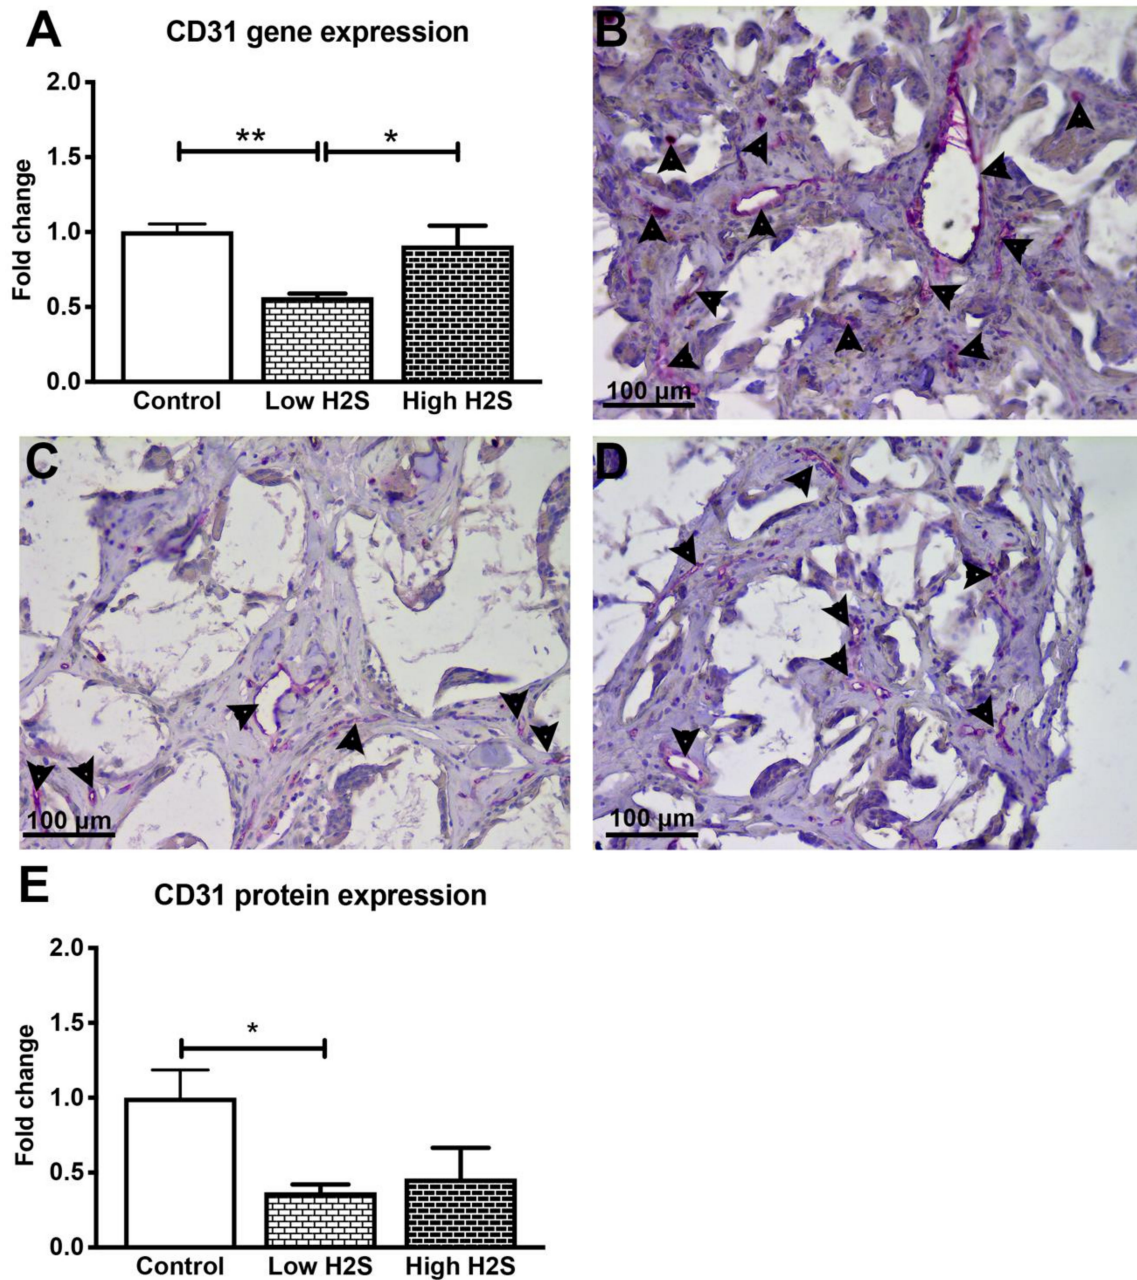 A
CD31 gene expression
Fold change
2.0
1.5
1.0
0.5
0.0
**
*
Control
Low H2S
High H2S
B
100 µm
C
100 µm
D
100 µm
E
CD31 protein expression
Fold change
2.0
1.5
1.0
0.5
0.0
*
Control
Low H2S
High H2S